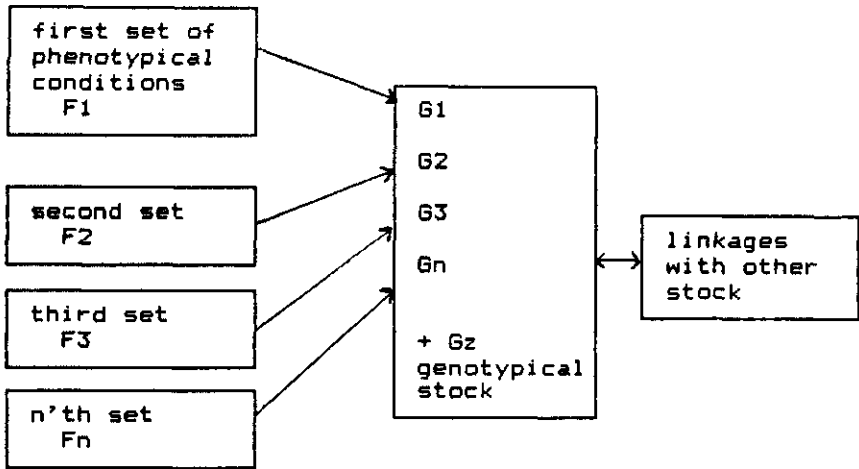 first set of
phenotypical
conditions
F1
second set
F2
third set
F3
n'th set
Fn
G1
G2
G3
Gn
+ Gz
genotypical
stock
linkages
with other
stock